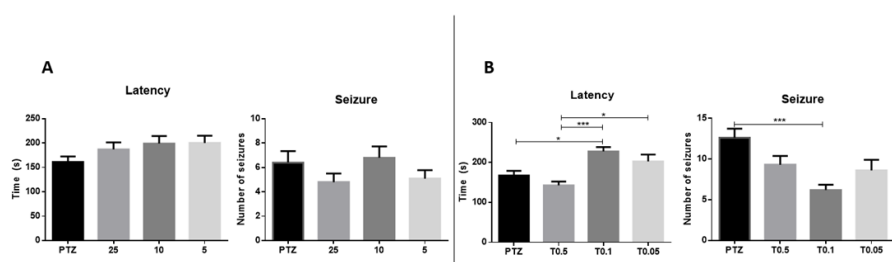 A
Latency
Time (s)
250
200
150
100
50
0
PTZ 25 10 5
Seizure
Number of seizures
10
8
6
4
2
0
PTZ 25 10 5
B
Latency
Time (s)
300
200
100
0
*
***
*
PTZ T0.5 T0.1 T0.05
Seizure
Number of seizures
15
10
5
0
***
PTZ T0.5 T0.1 T0.05